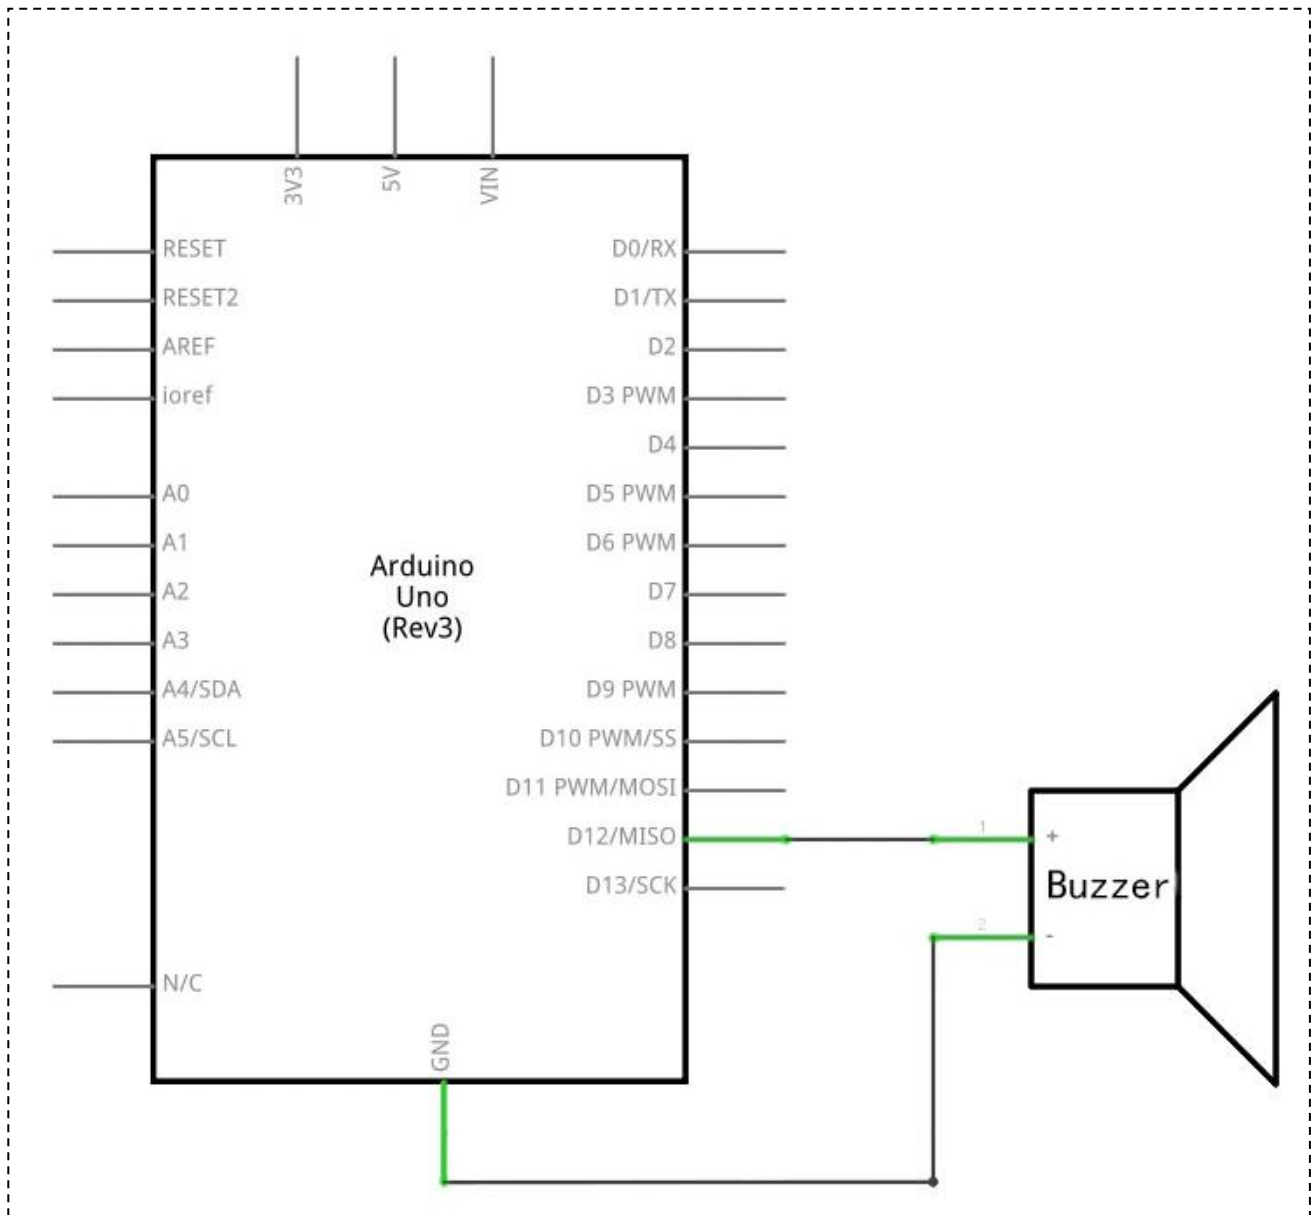 3V3
5V
VIN
RESET
D0/RX
RESET2
D1/TX
AREF
D2
ioref
D3 PWM
D4
A0
D5 PWM
A1
D6 PWM
Arduino
Uno
(Rev3)
A2
D7
A3
D8
A4/SDA
D9 PWM
A5/SCL
D10 PWM/SS
D11 PWM/MOSI
D12/MISO
1
+
D13/SCK
Buzzer
2
-
N/C
GND